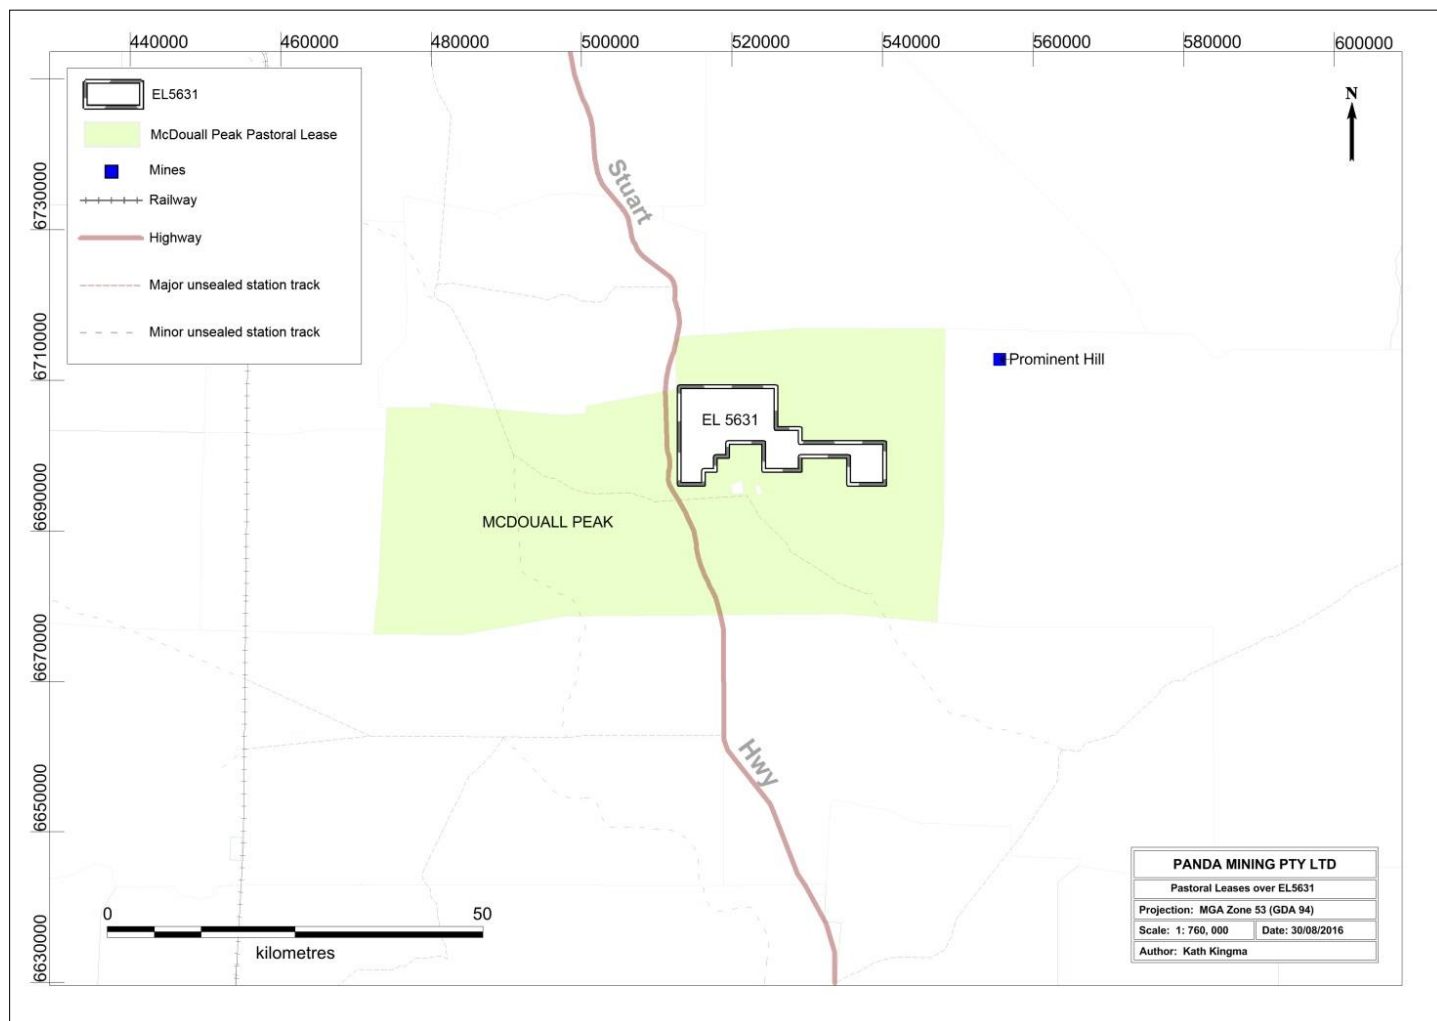 440000 460000 480000 500000 520000 540000 560000 580000 600000
EL5631
McDouall Peak Pastoral Lease
Mines
Railway
Highway
Major unsealed station track
Minor unsealed station track
N
6730000
6710000
6690000
6670000
6650000
6630000
Stuart
Prominent Hill
EL 5631
MCDOUALL PEAK
Hwy
0 50
kilometres
PANDA MINING PTY LTD
Pastoral Leases over EL5631
Projection: MGA Zone 53 (GDA 94)
Scale: 1: 760, 000 Date: 30/08/2016
Author: Kath Kingma